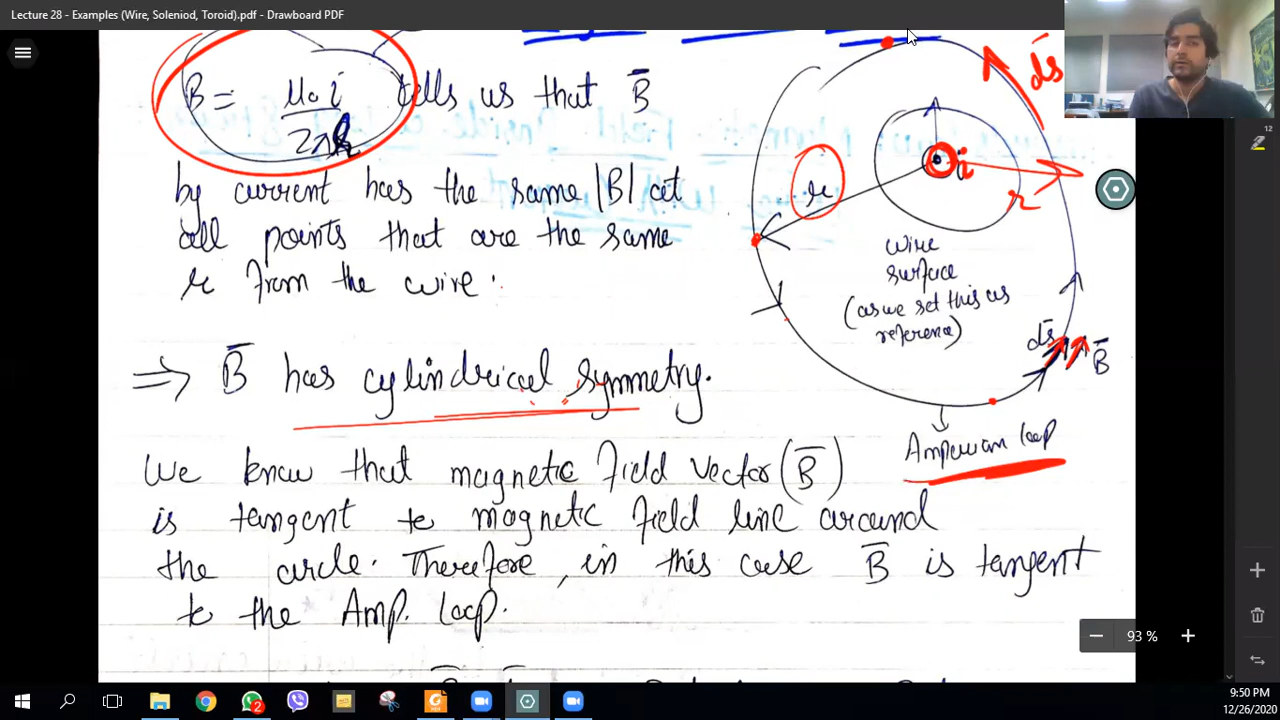 Lecture 28 - Examples (Wire, Soleniod, Toroid).pdf - Drawboard PDF
B = μ₀ i / 2πR tells us that B̄
by current has the same |B| at
all points that are the same
r from the wire.
⇒ B̄ has cylindrical symmetry.
We know that magnetic field vector (B̄)
is tangent to magnetic field line around
the circle. Therefore, in this case B̄ is tangent
to the Amp. loop.
ds̄
i
r
r
wire
surface
(as we set this as
reference)
ds̄
B̄
Amperian loop
12
93 %
2
9:50 PM
12/26/2020